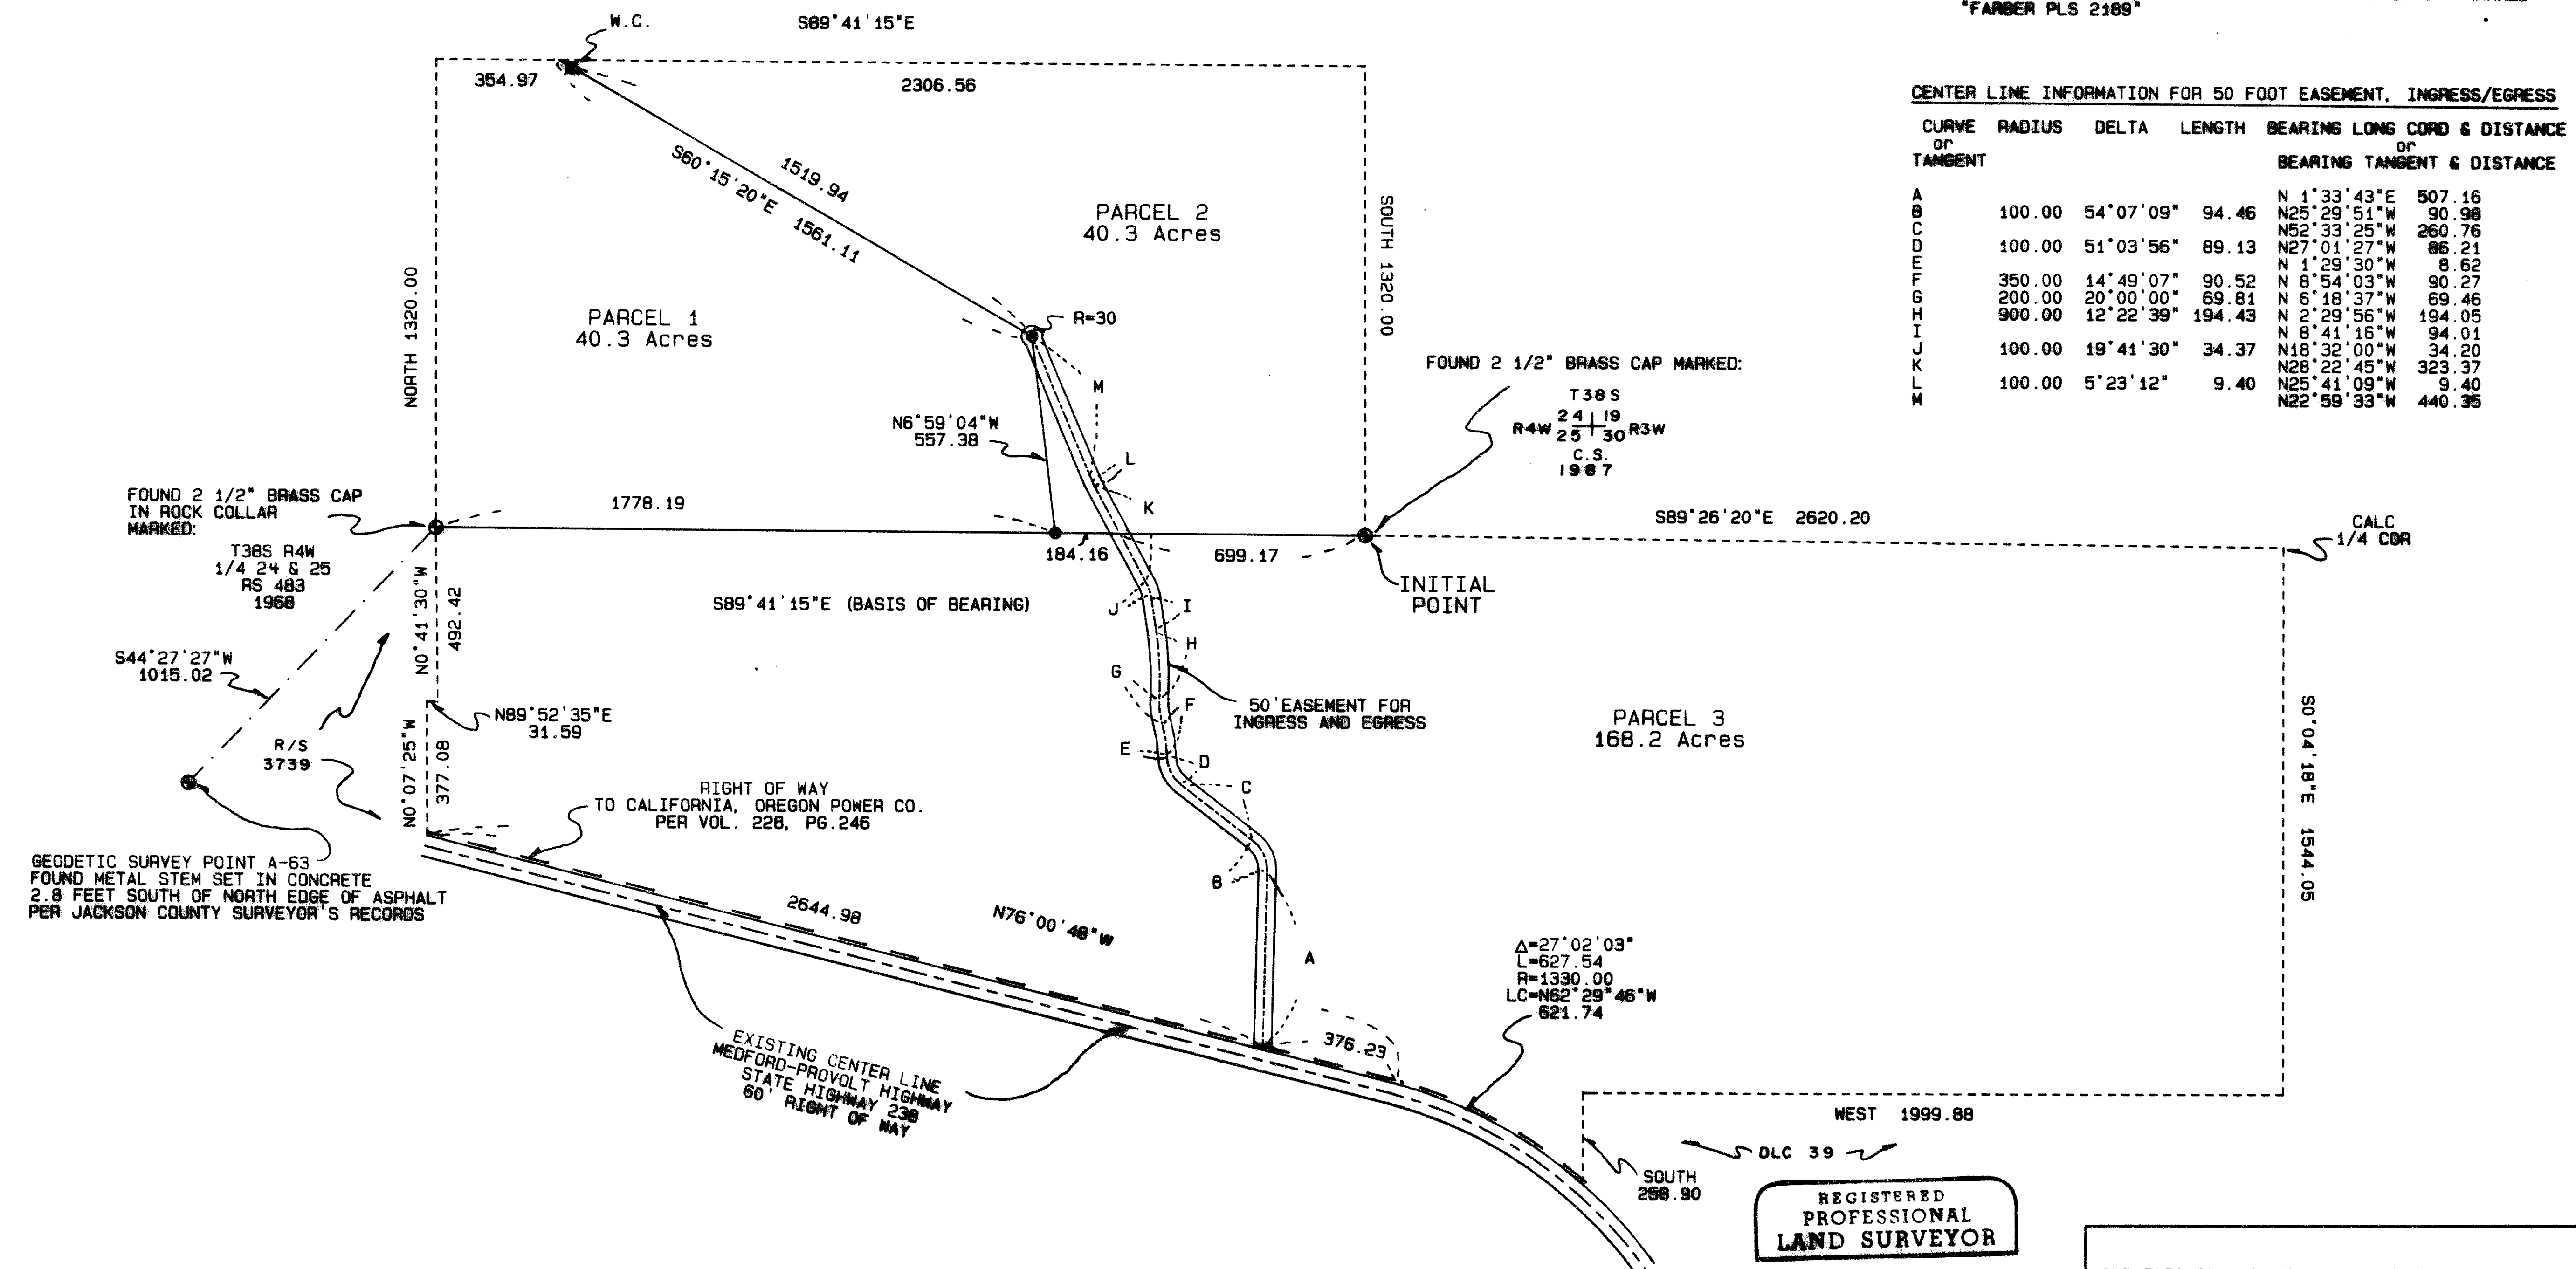 "FARBER PLS 2189"
W.C.
S89°41'15"E
354.97
2306.56
CENTER LINE INFORMATION FOR 50 FOOT EASEMENT, INGRESS/EGRESS
CURVE RADIUS DELTA LENGTH BEARING LONG CORD & DISTANCE
or or
TANGENT BEARING TANGENT & DISTANCE
A N 1°33'43"E 507.16
B 100.00 54°07'09" 94.46 N25°29'51"W 90.98
C N52°33'25"W 260.76
D 100.00 51°03'56" 89.13 N27°01'27"W 86.21
E N 1°29'30"W 8.62
F 350.00 14°49'07" 90.52 N 8°54'03"W 90.27
G 200.00 20°00'00" 69.81 N 6°18'37"W 69.46
H 900.00 12°22'39" 194.43 N 2°29'56"W 194.05
I N 8°41'16"W 94.01
J 100.00 19°41'30" 34.37 N18°32'00"W 34.20
K N28°22'45"W 323.37
L 100.00 5°23'12" 9.40 N25°41'09"W 9.40
M N22°59'33"W 440.35
1519.94
S60°15'20"E 1561.11
PARCEL 2
40.3 Acres
SOUTH 1320.00
NORTH 1320.00
PARCEL 1
40.3 Acres
R=30
M
N6°59'04"W
557.38
L
K
FOUND 2 1/2" BRASS CAP MARKED:
T38S
24 19
R4W R3W
25 30
C.S.
1987
FOUND 2 1/2" BRASS CAP
IN ROCK COLLAR
MARKED:
T38S R4W
1/4 24 & 25
RS 483
1968
1778.19
184.16
699.17
S89°26'20"E 2620.20
CALC
1/4 COR
INITIAL
POINT
S89°41'15"E (BASIS OF BEARING)
N0°41'30"W
492.42
J
I
H
G
F
E
D
C
B
A
S44°27'27"W
1015.02
N89°52'35"E
31.59
R/S
3739
N0°07'25"W
377.08
50'EASEMENT FOR
INGRESS AND EGRESS
PARCEL 3
168.2 Acres
S0°04'18"E 1544.05
RIGHT OF WAY
TO CALIFORNIA, OREGON POWER CO.
PER VOL. 228, PG.246
GEODETIC SURVEY POINT A-63
FOUND METAL STEM SET IN CONCRETE
2.8 FEET SOUTH OF NORTH EDGE OF ASPHALT
PER JACKSON COUNTY SURVEYOR'S RECORDS
2644.98
N76°00'48"W
376.23
Δ=27°02'03"
L=627.54
R=1330.00
LC=N62°29'46"W
621.74
EXISTING CENTER LINE
MEDFORD-PROVOLT HIGHWAY
STATE HIGHWAY 238
60' RIGHT OF WAY
WEST 1999.88
DLC 39
SOUTH
258.90
REGISTERED
PROFESSIONAL
LAND SURVEYOR